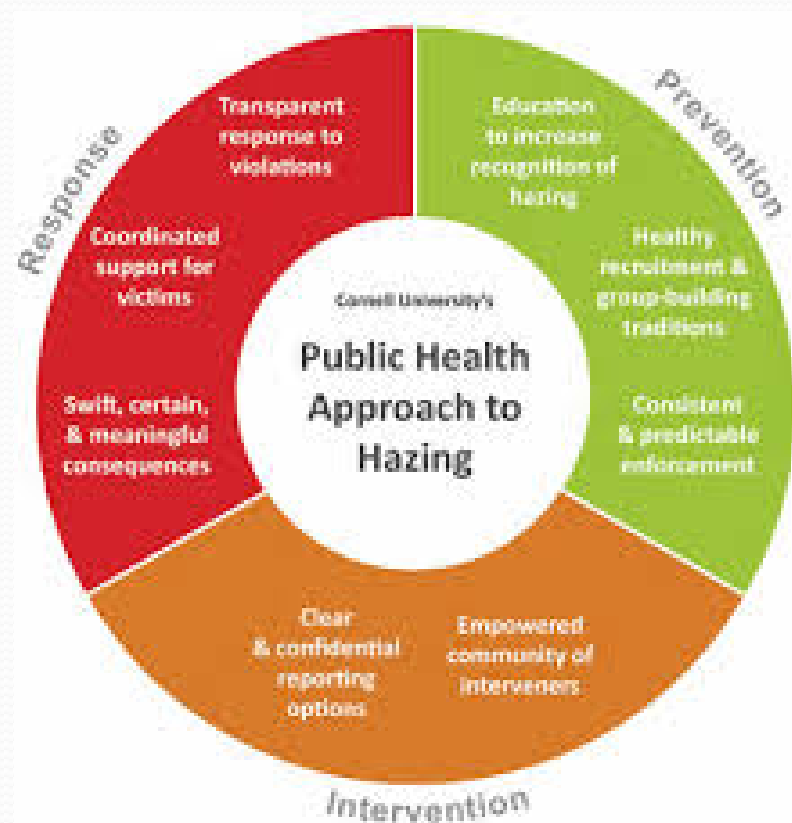 Cornell University's
Public Health
Approach to
Hazing
Prevention
Education
to increase
recognition of
hazing
Healthy
recruitment &
group-building
traditions
Consistent
& predictable
enforcement
Intervention
Empowered
community of
interveners
Clear
& confidential
reporting
options
Response
Swift, certain,
& meaningful
consequences
Coordinated
support for
victims
Transparent
response to
violations